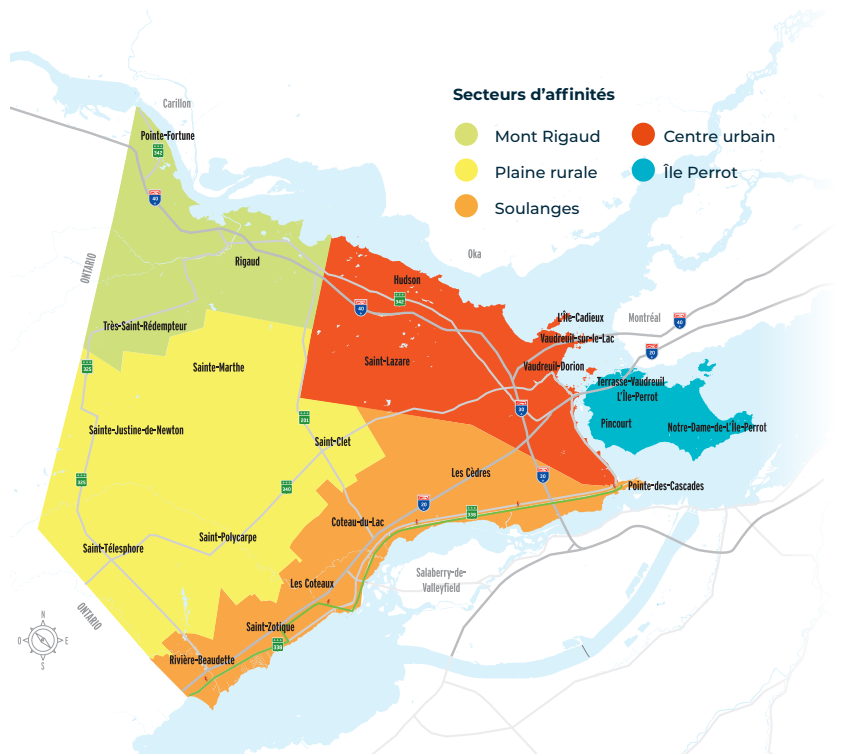 Carillon
Secteurs d’affinités
Mont Rigaud
Centre urbain
Plaine rurale
Île Perrot
Soulanges
Pointe-Fortune
342
40
ONTARIO
Rigaud
Oka
Hudson
342
40
L'Île-Cadieux
Montréal
40
Très-Saint-Rédempteur
Vaudreuil-sur-le-Lac
20
Saint-Lazare
Vaudreuil-Dorion
325
Sainte-Marthe
Terrasse-Vaudreuil
L'Île-Perrot
30
201
Pincourt
Notre-Dame-de-L'Île-Perrot
Sainte-Justine-de-Newton
Saint-Clet
Les Cèdres
30
325
340
Pointe-des-Cascades
20
338
Coteau-du-Lac
Saint-Polycarpe
Saint-Télesphore
Salaberry-de-
Valleyfield
Les Coteaux
ONTARIO
N
O
E
S
Saint-Zotique
338
Rivière-Beaudette